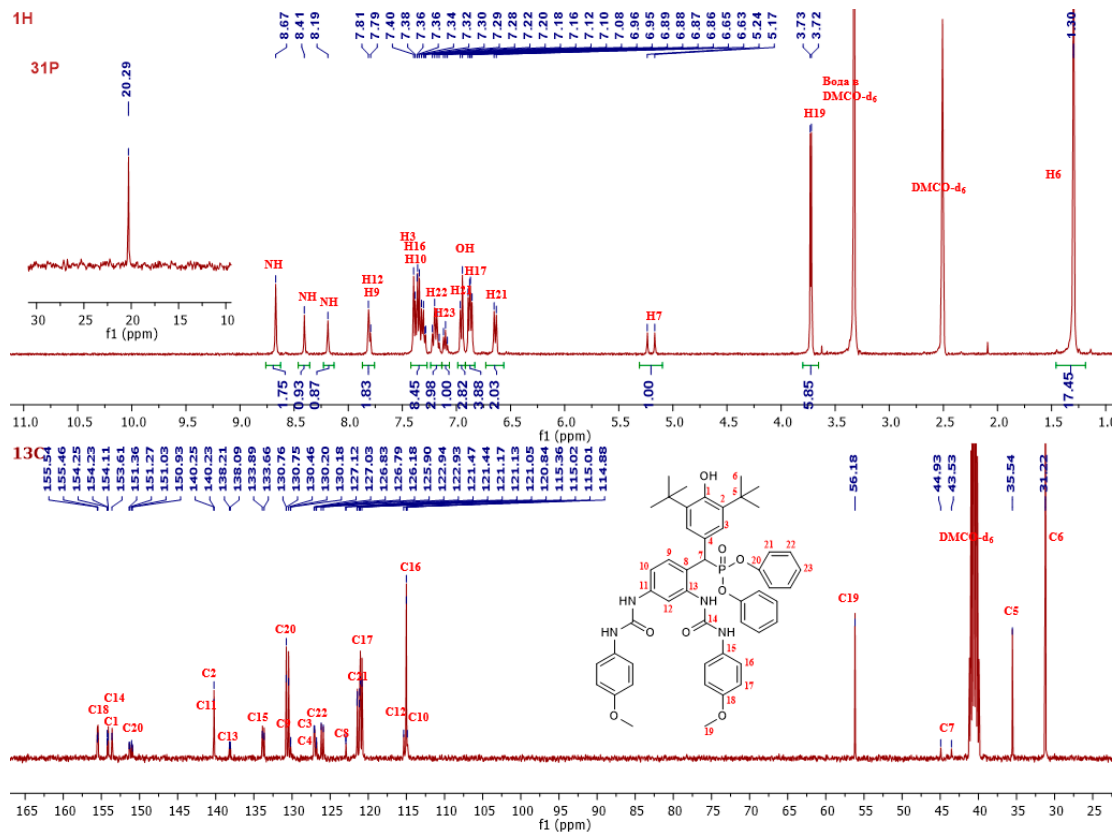 1H
8.67
8.41
8.19
7.81
7.79
7.40
7.38
7.36
7.36
7.34
7.32
7.30
7.29
7.28
7.22
7.20
7.18
7.16
7.12
7.10
7.08
6.96
6.95
6.89
6.88
6.87
6.86
6.65
6.63
5.24
5.17
3.73
3.72
1.30
31P
20.29
30 20 10
f1 (ppm)
NH
NH
NH
H12
H9
H3
H16
H10
H22
H23
OH
H21
H17
H21
H7
H19
Вода в
DMCO-d6
DMCO-d6
H6
1.75
0.93
0.87
1.83
8.45
2.98
1.00
2.82
3.88
2.03
1.00
5.85
17.45
11.0 10.5 10.0 9.5 9.0 8.5 8.0 7.5 7.0 6.5 6.0 5.5 5.0 4.5 4.0 3.5 3.0 2.5 2.0 1.5 1.0
f1 (ppm)
13C
155.54
155.46
154.25
154.23
154.11
153.61
151.36
151.27
151.03
150.93
140.25
140.23
138.21
138.09
133.89
133.66
130.76
130.75
130.46
130.20
130.18
127.12
127.03
126.83
126.79
126.18
125.90
122.94
122.93
121.47
121.44
121.17
121.13
121.05
120.84
115.36
115.02
115.01
114.88
56.18
44.93
43.53
35.54
31.22
C18
C14
C1
C20
C2
C11
C13
C15
C20
C9
C3
C4
C22
C8
C21
C17
C12
C16
C10
C19
C7
DMCO-d6
C5
C6
OH
1
2
3
4
5
6
7
8
9
10
11
12
13
14
15
16
17
18
19
20
21
22
23
O
P
O
O
HN
NH
HN
O
O
NH
O
O
165 160 155 150 145 140 135 130 125 120 115 110 105 100 95 90 85 80 75 70 65 60 55 50 45 40 35 30 25
f1 (ppm)